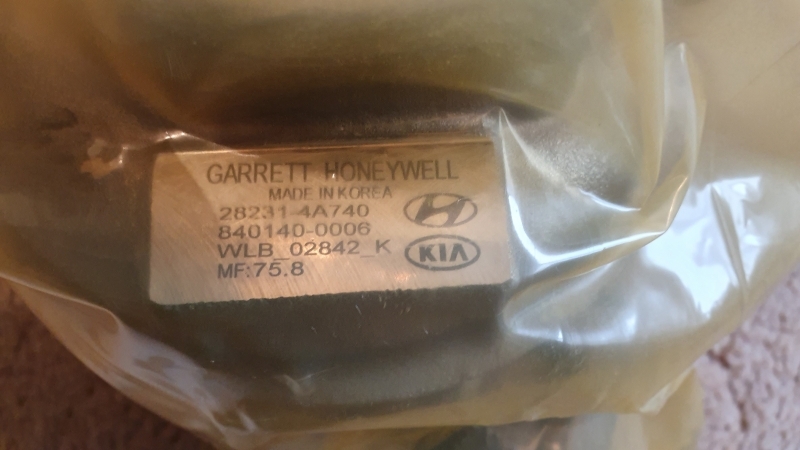 GARRETT HONEYWELL
MADE IN KOREA
28231-4A740
840140-0006
WLB_02842_K
KIA
MF:75.8